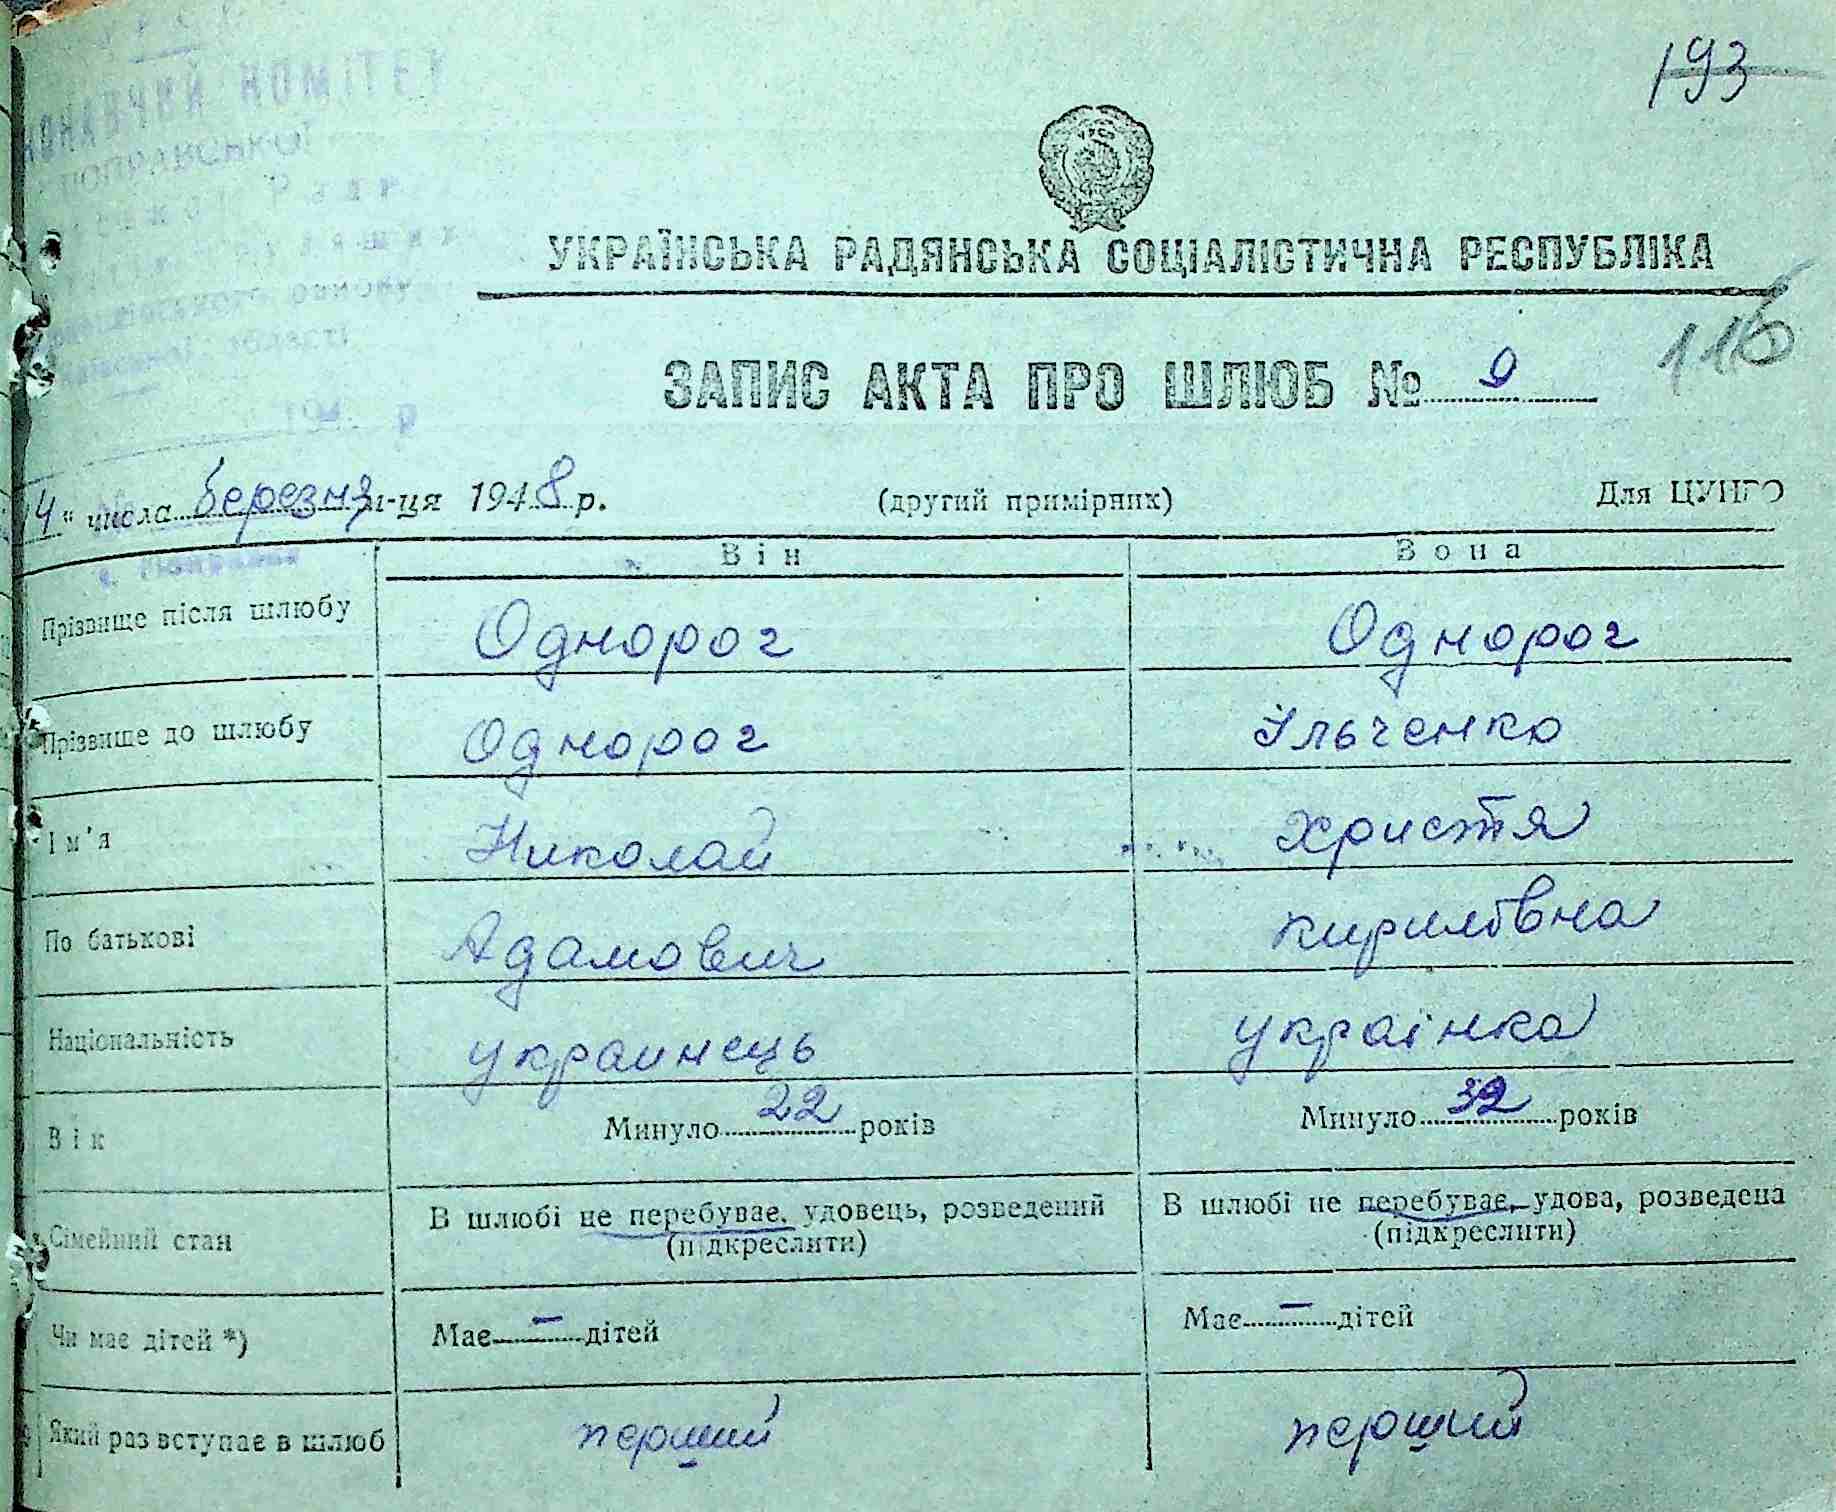 193
КОМІТЕТ
УКРАЇНСЬКА РАДЯНСЬКА СОЦІАЛІСТИЧНА РЕСПУБЛІКА
116
ЗАПИС АКТА ПРО ШЛЮБ № 9
4 " числа березня м-ця 1948 р. (другий примірник) Для ЦУНГО
Він Вона
Прізвище після шлюбу Однорог Однорог
Прізвище до шлюбу Однорог Ільченко
Ім'я Николай Христя
По батькові Адамович Кирилівна
Національність украинець українка
Вік Минуло 22 років Минуло 32 років
Сімейний стан В шлюбі не перебуває, удовець, розведений В шлюбі не перебуває, удова, розведена
(підкреслити) (підкреслити)
Чи має дітей *) Має — дітей Має — дітей
Який раз вступає в шлюб перший перший